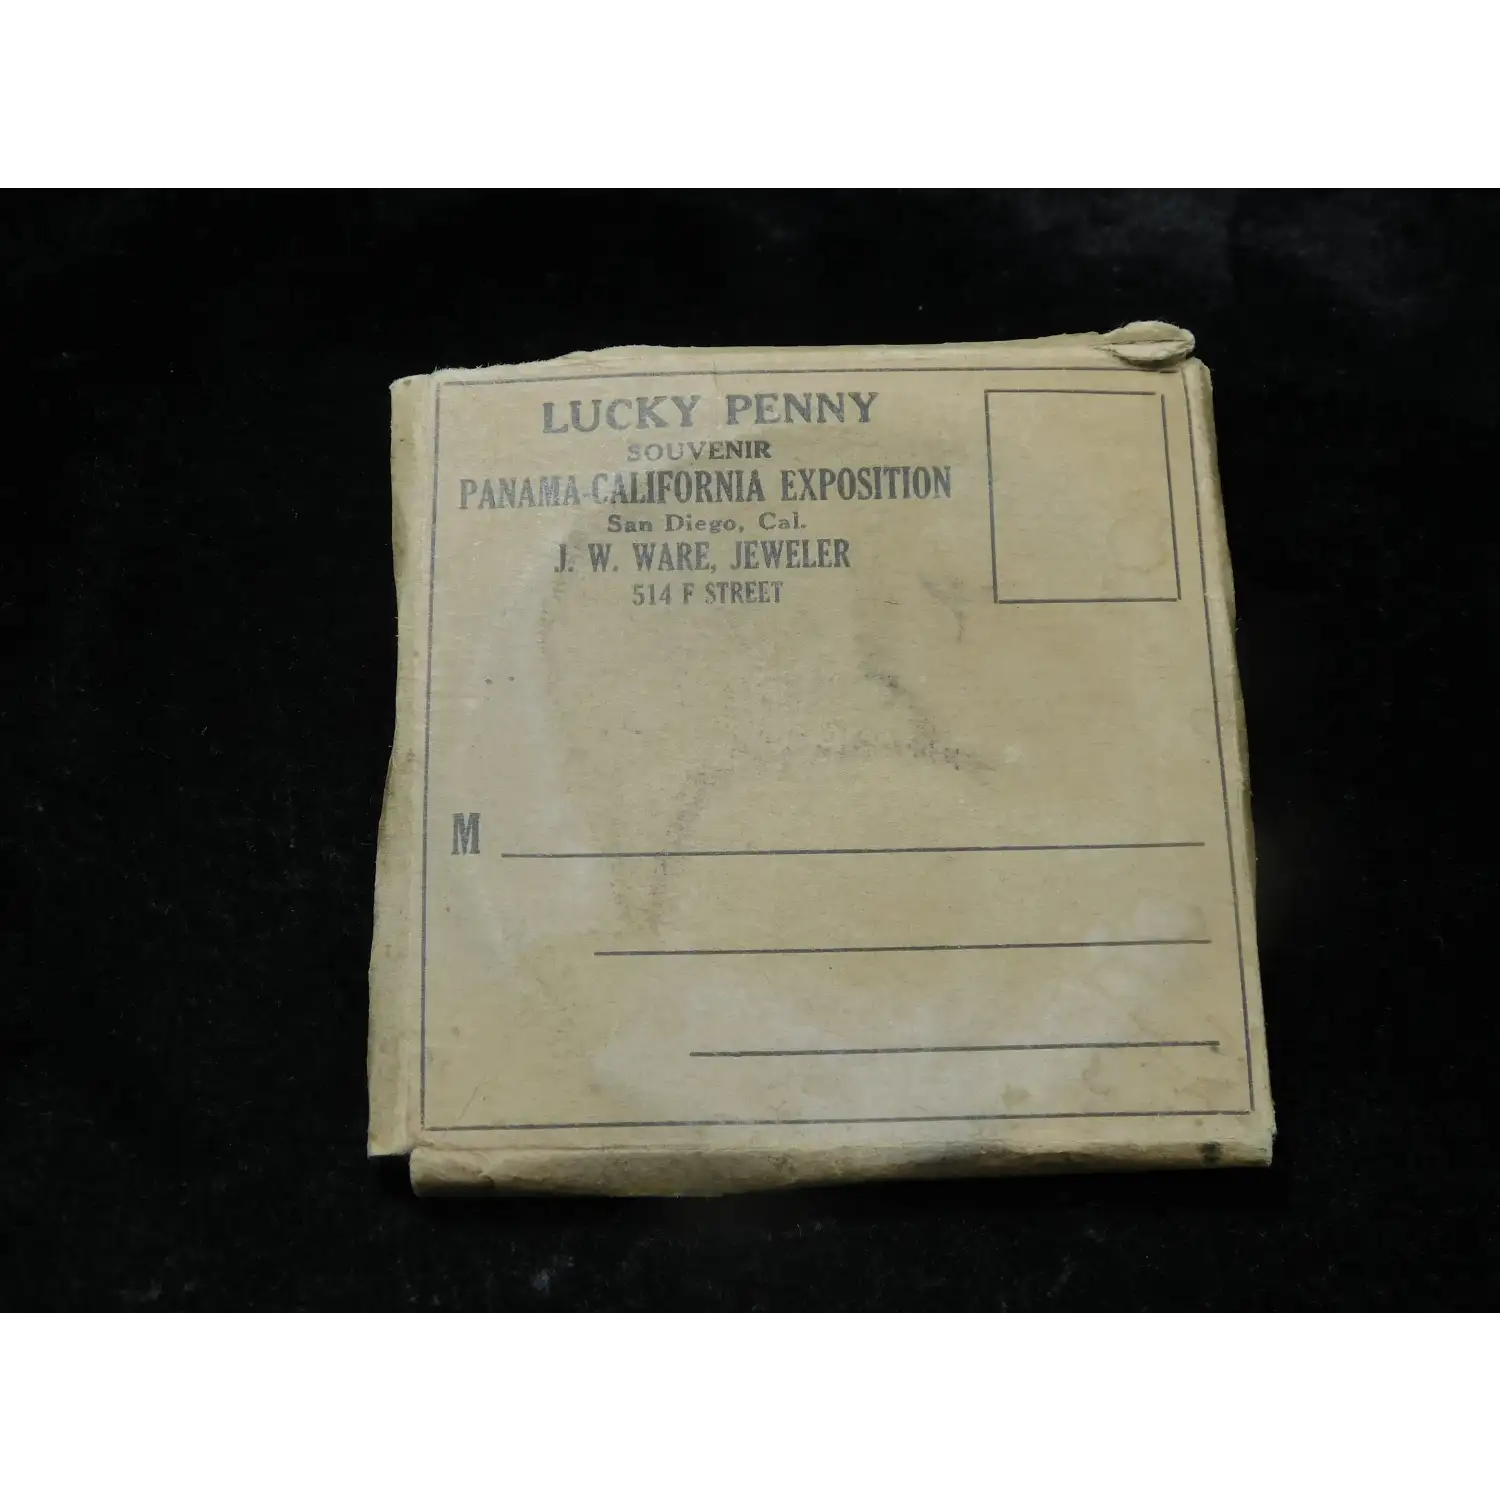 LUCKY PENNY
SOUVENIR
PANAMA-CALIFORNIA EXPOSITION
San Diego, Cal.
J. W. WARE, JEWELER
514 F STREET
M